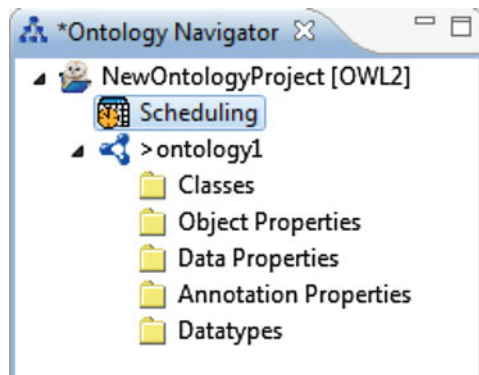 *Ontology Navigator
NewOntologyProject [OWL2]
Scheduling
>ontology1
Classes
Object Properties
Data Properties
Annotation Properties
Datatypes